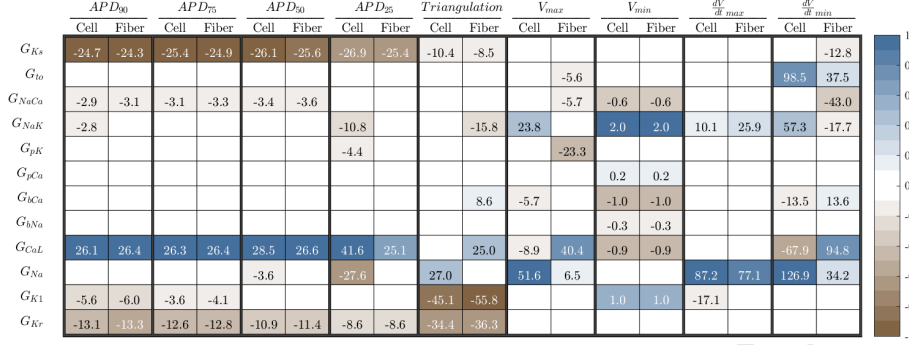 APD90 APD75 APD50 APD25 Triangulation Vmax Vmin dV/dt max dV/dt min
Cell Fiber Cell Fiber Cell Fiber Cell Fiber Cell Fiber Cell Fiber Cell Fiber Cell Fiber Cell Fiber
GKs -24.7 -24.3 -25.4 -24.9 -26.1 -25.6 -26.9 -25.4 -10.4 -8.5 -12.8
Gto -5.6 98.5 37.5
GNaCa -2.9 -3.1 -3.1 -3.3 -3.4 -3.6 -5.7 -0.6 -0.6 -43.0
GNaK -2.8 -10.8 -15.8 23.8 2.0 2.0 10.1 25.9 57.3 -17.7
GpK -4.4 -23.3
GpCa 0.2 0.2
GbCa 8.6 -5.7 -1.0 -1.0 -13.5 13.6
GbNa -0.3 -0.3
GCaL 26.1 26.4 26.3 26.4 28.5 26.6 41.6 25.1 25.0 -8.9 40.4 -0.9 -0.9 -67.9 94.8
GNa -3.6 -27.6 27.0 51.6 6.5 87.2 77.1 126.9 34.2
GK1 -5.6 -6.0 -3.6 -4.1 -45.1 -55.8 1.0 1.0 -17.1
GKr -13.1 -13.3 -12.6 -12.8 -10.9 -11.4 -8.6 -8.6 -34.4 -36.3